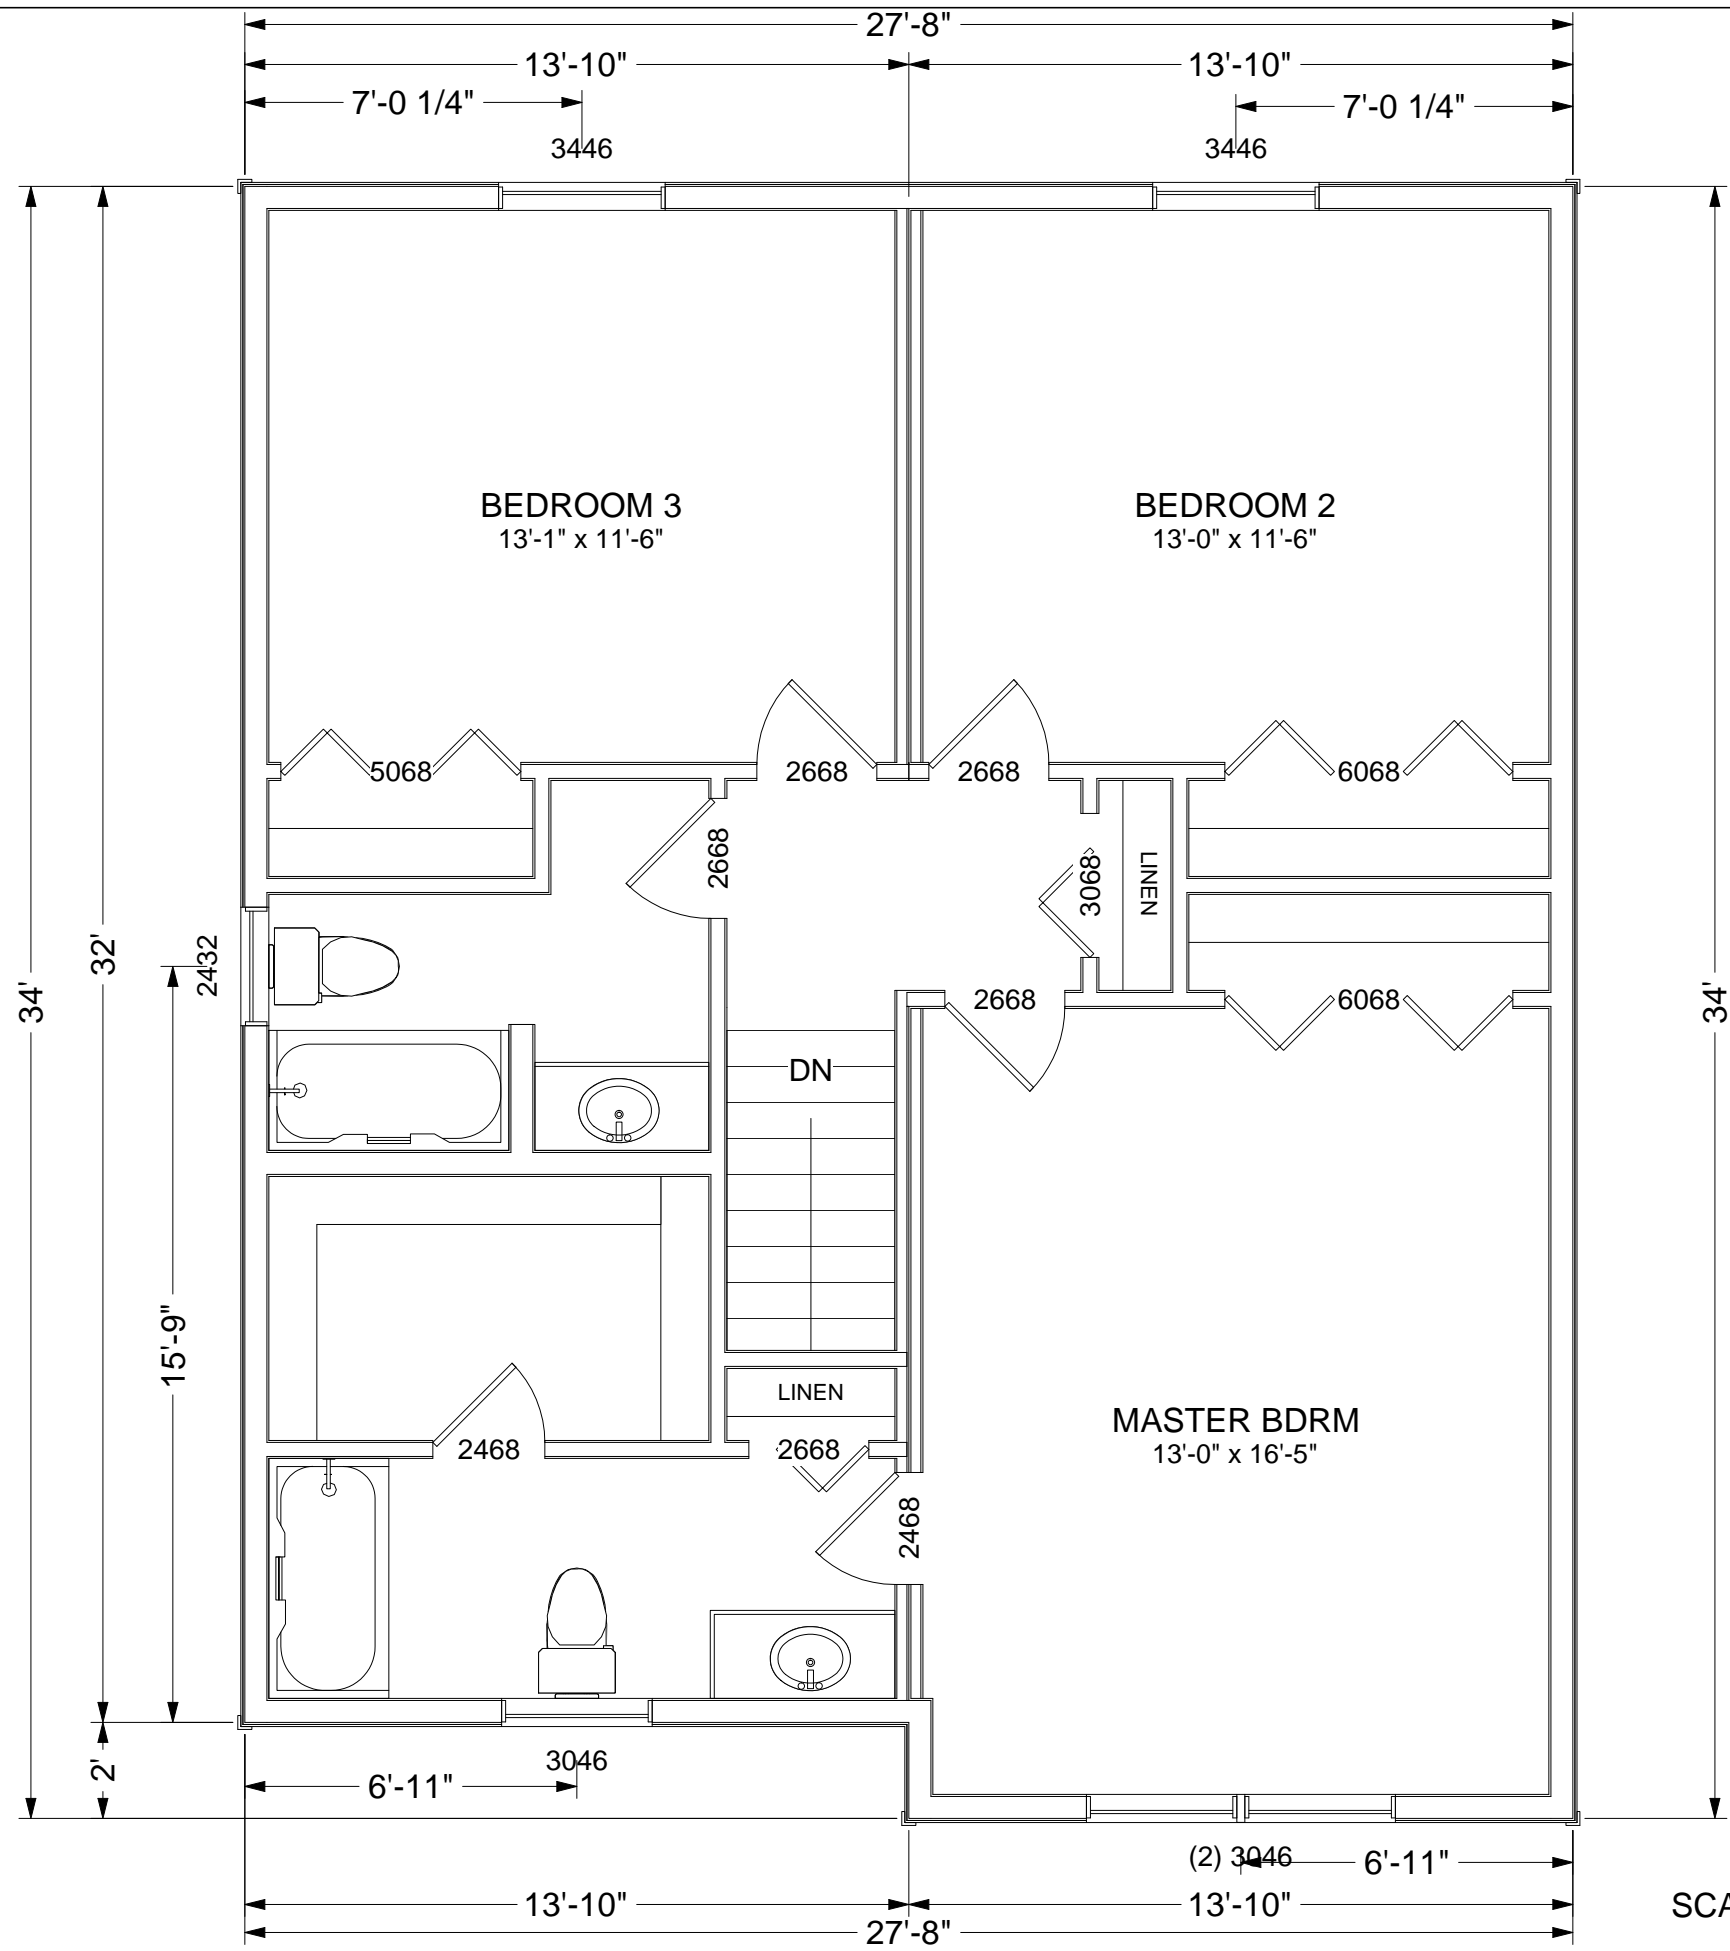 27'-8"
13'-10" 13'-10"
7'-0 1/4" 7'-0 1/4"
3446 3446
BEDROOM 3
13'-1" x 11'-6"
BEDROOM 2
13'-0" x 11'-6"
5068 2668 2668 6068
2668
3068
LINEN
34'
32'
2432
34'
2668 6068
DN
15'-9"
LINEN
2468 2668
MASTER BDRM
13'-0" x 16'-5"
2468
2'
3046
6'-11"
(2) 3046 6'-11"
13'-10" 13'-10"
SCA
27'-8"